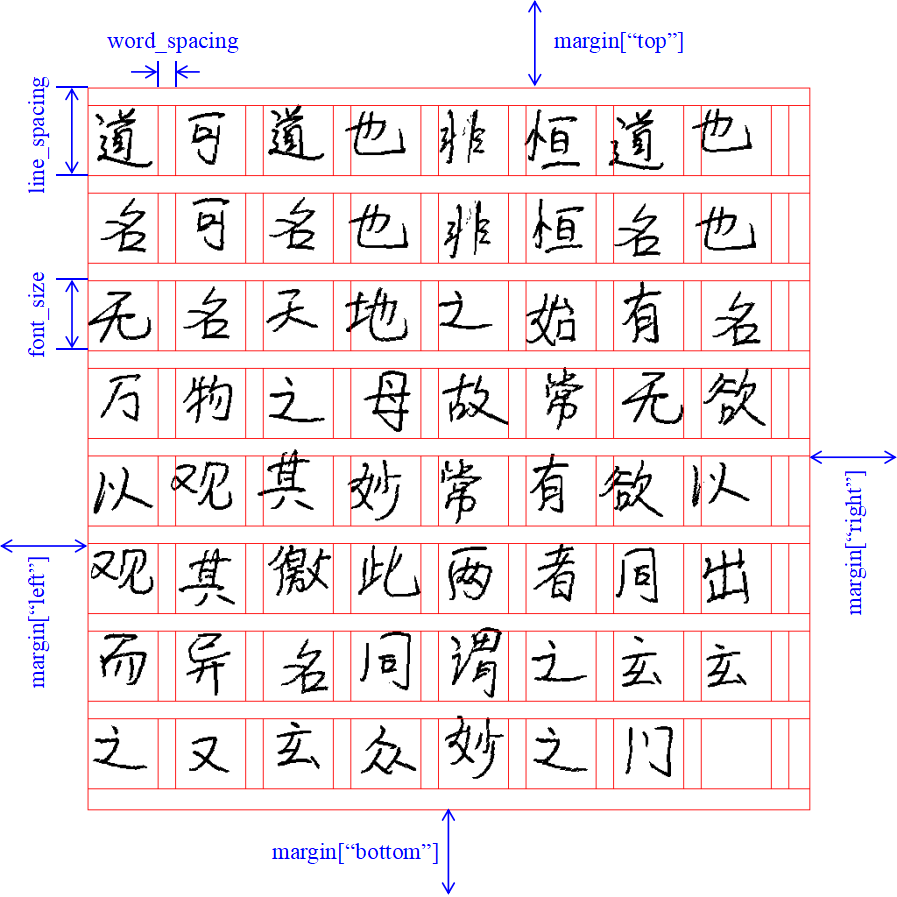 word_spacing
margin["top"]
line_spacing
道可道也非恒道也
名可名也非恒名也
font_size
无名天地之始有名
万物之母故常无欲
以观其妙常有欲以
margin["right"]
观其徼此两者同出
margin["left"]
而异名同谓之玄玄
之又玄众妙之门
margin["bottom"]